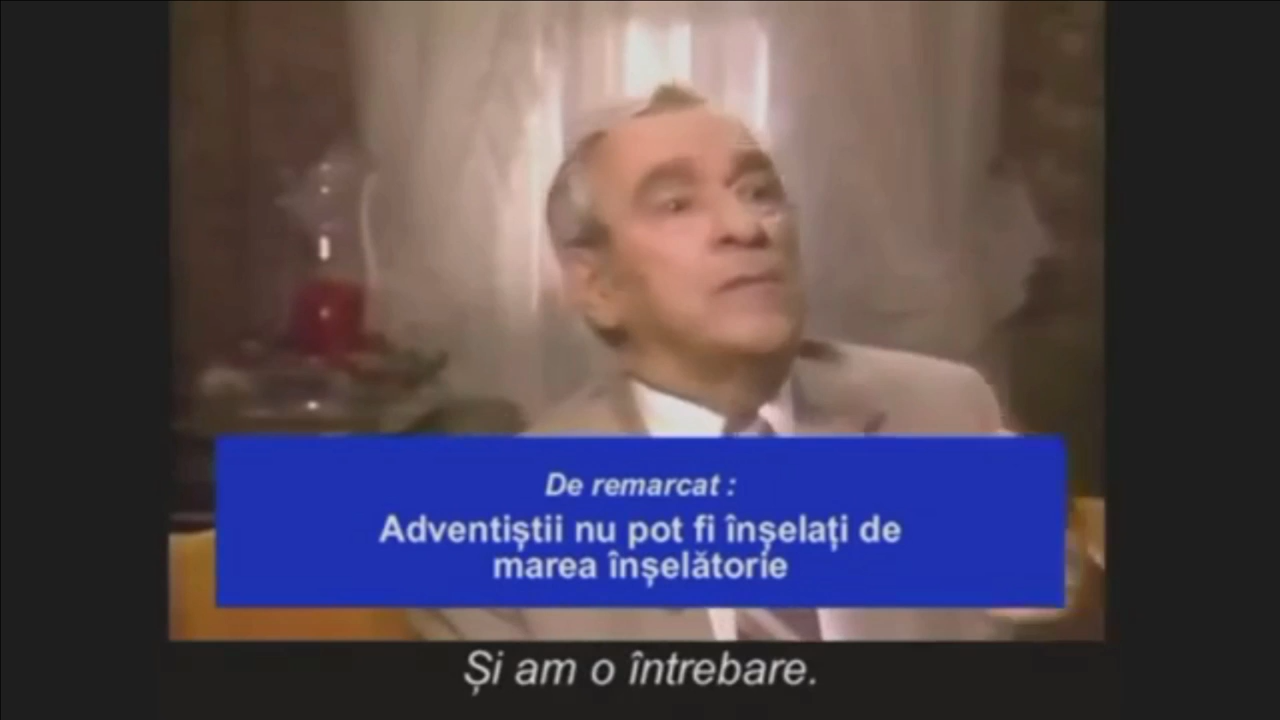 De remarcat :
Adventiștii nu pot fi înșelați de
marea înșelătorie
Și am o întrebare.